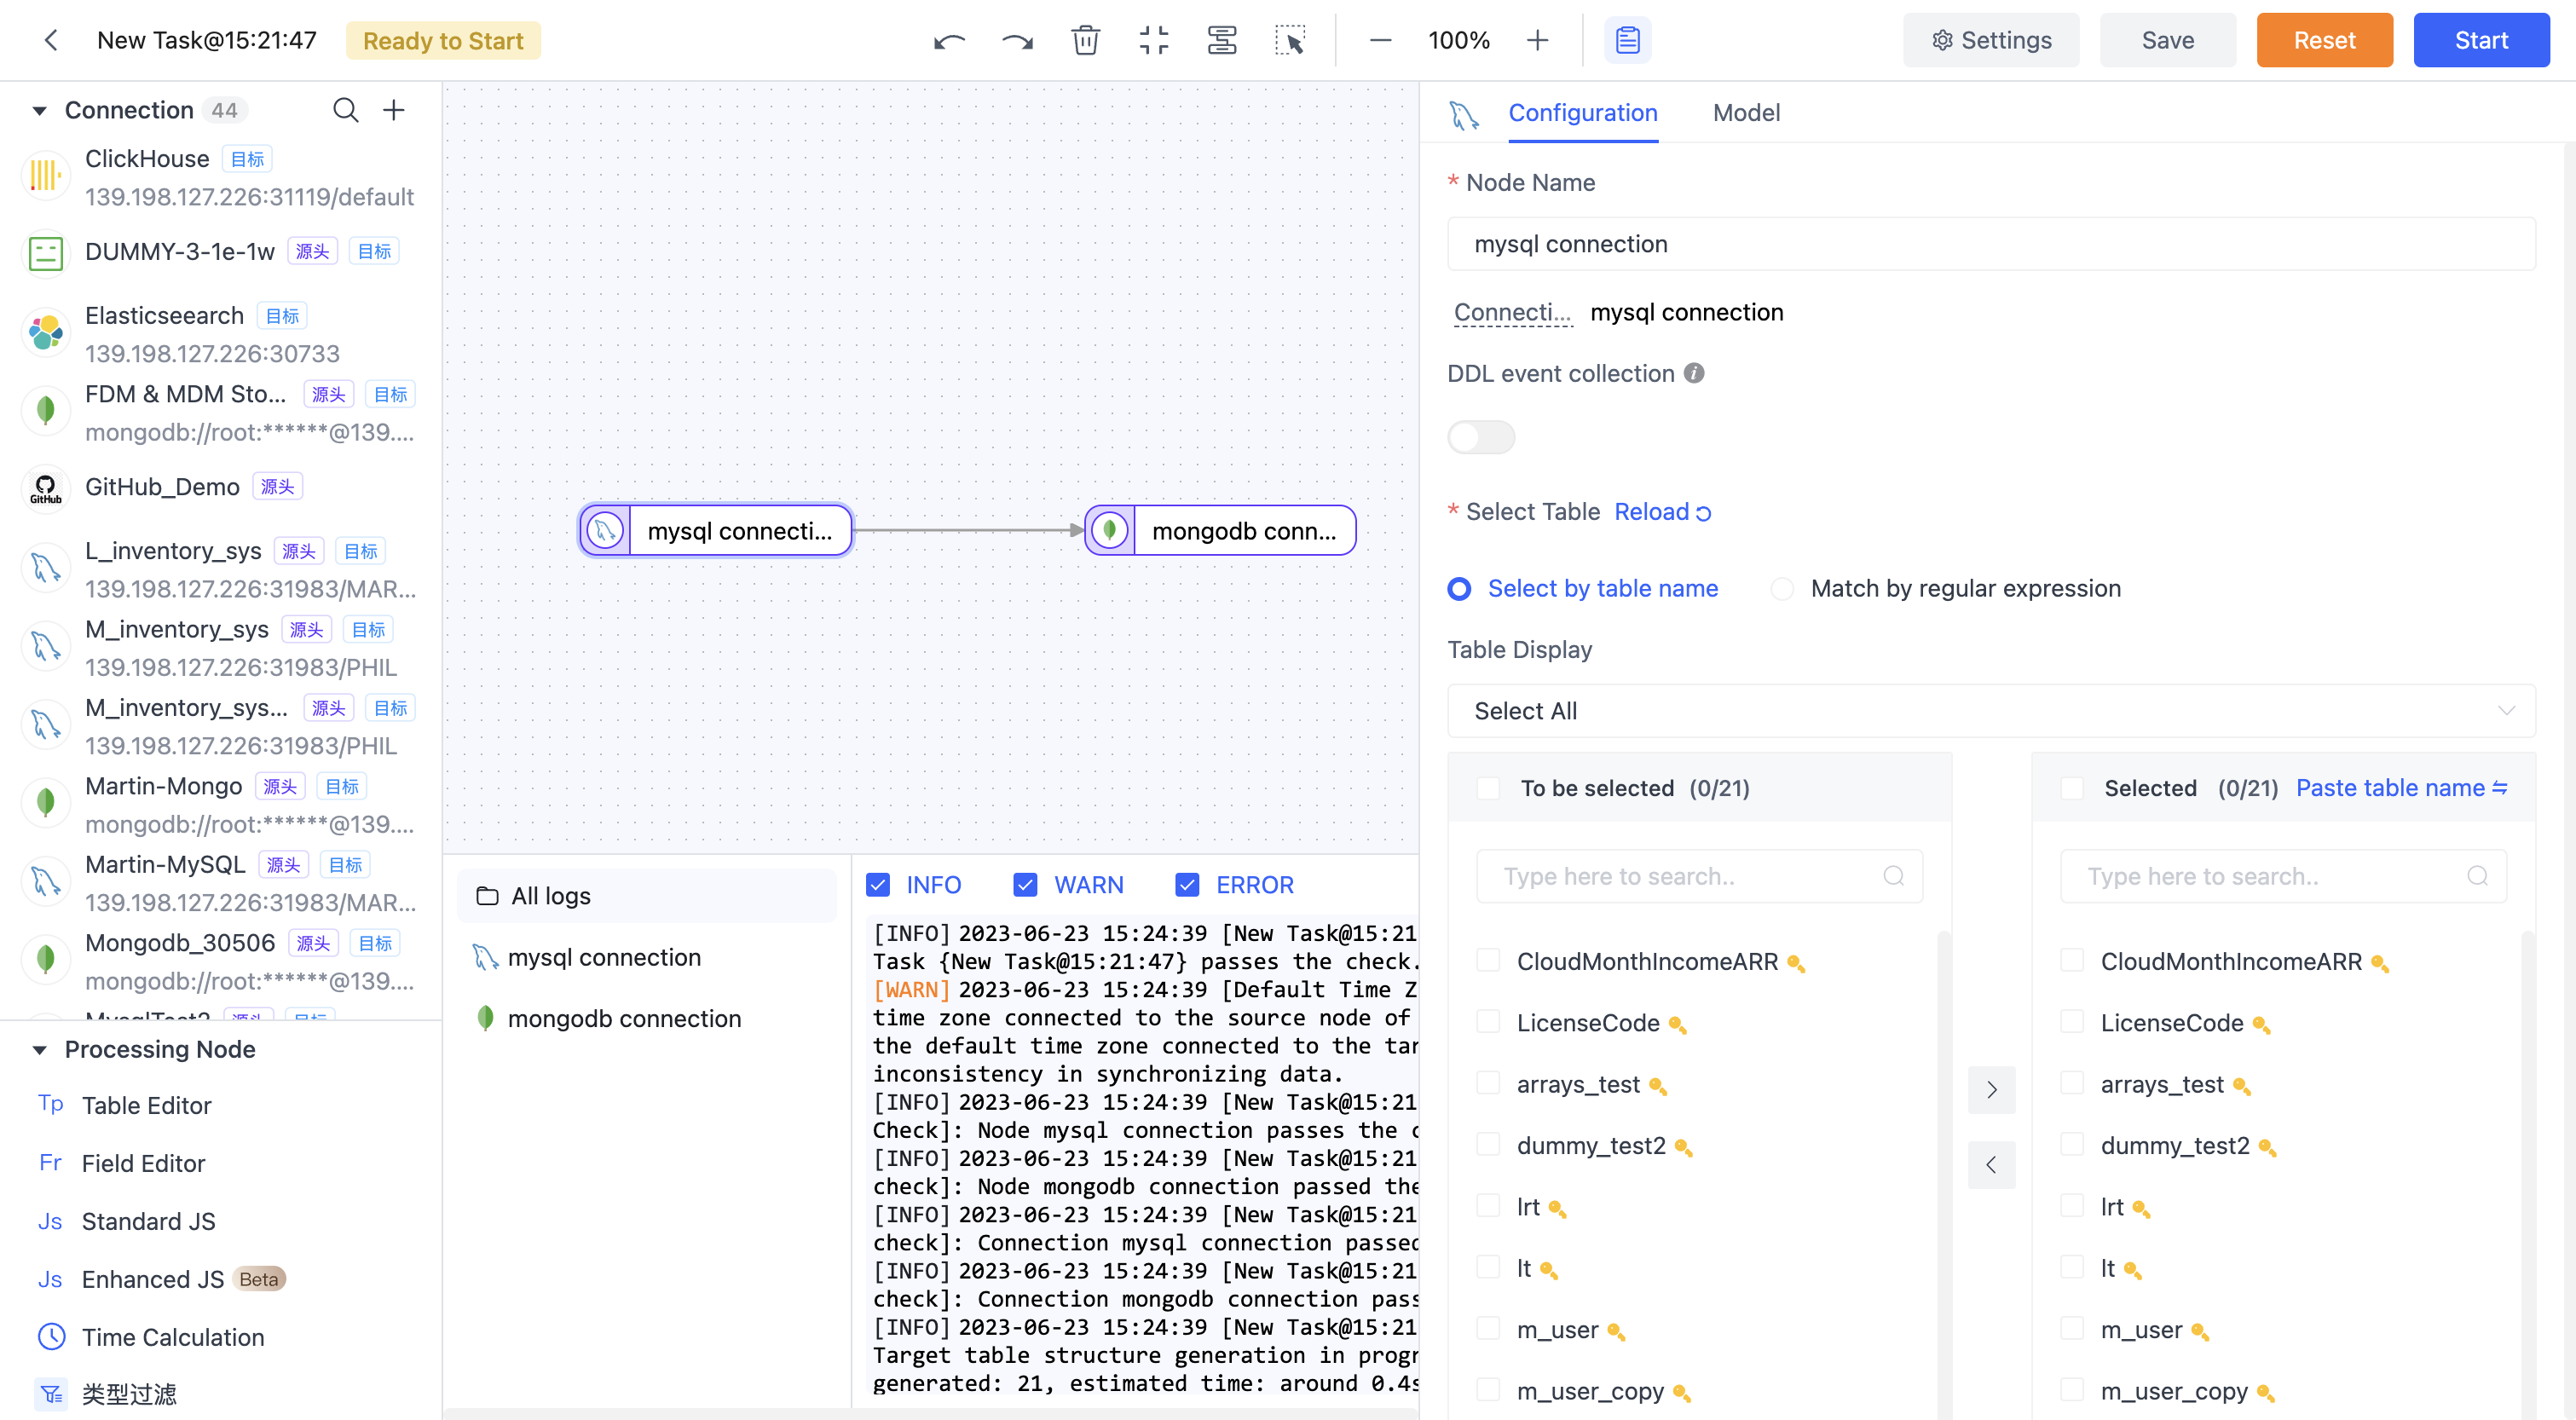 New Task@15:21:47 Ready to Start 100% Settings Save Reset Start
Connection 44
ClickHouse 目标
139.198.127.226:31119/default
DUMMY-3-1e-1w 源头 目标
Elasticseearch 目标
139.198.127.226:30733
FDM & MDM Sto... 源头 目标
mongodb://root:******@139....
GitHub
GitHub_Demo 源头
L_inventory_sys 源头 目标
139.198.127.226:31983/MAR...
M_inventory_sys 源头 目标
139.198.127.226:31983/PHIL
M_inventory_sys... 源头 目标
139.198.127.226:31983/PHIL
Martin-Mongo 源头 目标
mongodb://root:******@139....
Martin-MySQL 源头 目标
139.198.127.226:31983/MAR...
Mongodb_30506 源头 目标
mongodb://root:******@139....
MysqlTest2 源头 目标
Processing Node
Tp Table Editor
Fr Field Editor
Js Standard JS
Js Enhanced JS Beta
Time Calculation
类型过滤
mysql connecti...
mongodb conn...
All logs
mysql connection
mongodb connection
INFO WARN ERROR
[INFO] 2023-06-23 15:24:39 [New Task@15:21
Task {New Task@15:21:47} passes the check.
[WARN] 2023-06-23 15:24:39 [Default Time Z
time zone connected to the source node of
the default time zone connected to the tar
inconsistency in synchronizing data.
[INFO] 2023-06-23 15:24:39 [New Task@15:21
Check]: Node mysql connection passes the c
[INFO] 2023-06-23 15:24:39 [New Task@15:21
check]: Node mongodb connection passed the
[INFO] 2023-06-23 15:24:39 [New Task@15:21
check]: Connection mysql connection passed
[INFO] 2023-06-23 15:24:39 [New Task@15:21
check]: Connection mongodb connection pass
[INFO] 2023-06-23 15:24:39 [New Task@15:21
Target table structure generation in progr
generated: 21, estimated time: around 0.4s
Configuration Model
* Node Name
mysql connection
Connecti... mysql connection
DDL event collection
* Select Table Reload
Select by table name Match by regular expression
Table Display
Select All
To be selected (0/21)
Type here to search..
CloudMonthIncomeARR
LicenseCode
arrays_test
dummy_test2
lrt
lt
m_user
m_user_copy
Selected (0/21) Paste table name
Type here to search..
CloudMonthIncomeARR
LicenseCode
arrays_test
dummy_test2
lrt
lt
m_user
m_user_copy